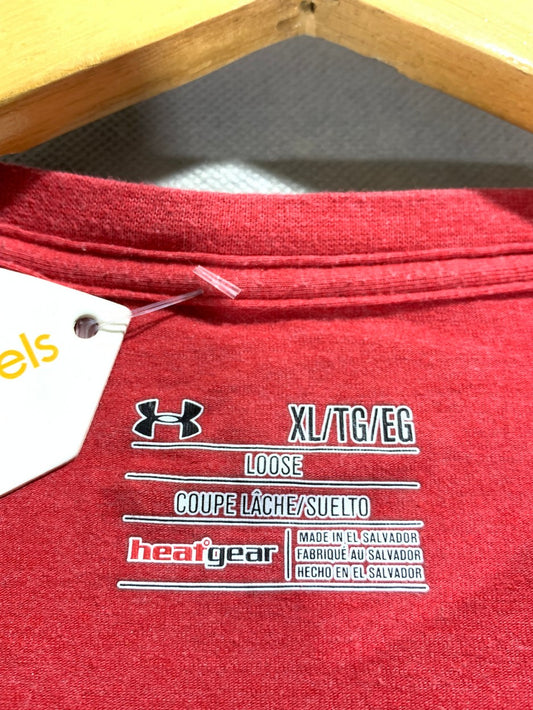 els
XL/TG/EG
LOOSE
COUPE LÂCHE/SUELTO
heatgear
MADE IN EL SALVADOR
FABRIQUÉ AU SALVADOR
HECHO EN EL SALVADOR